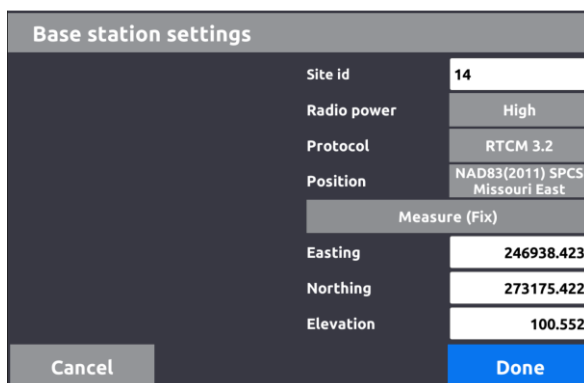 Base station settings
Site id 14
Radio power High
Protocol RTCM 3.2
Position NAD83(2011) SPCS
Missouri East
Measure (Fix)
Easting 246938.423
Northing 273175.422
Elevation 100.552
Cancel Done